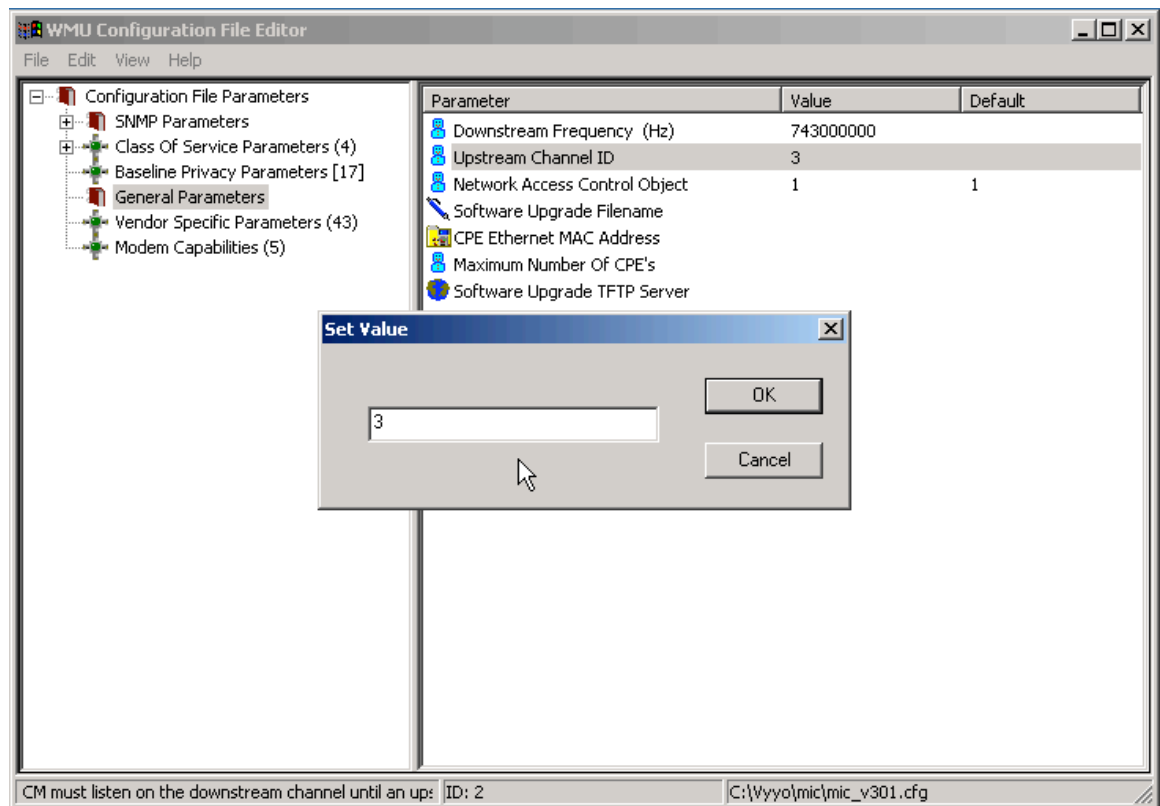 WMU Configuration File Editor
File Edit View Help
Configuration File Parameters
SNMP Parameters
Class Of Service Parameters (4)
Baseline Privacy Parameters [17]
General Parameters
Vendor Specific Parameters (43)
Modem Capabilities (5)
Parameter Value Default
Downstream Frequency (Hz) 743000000
Upstream Channel ID 3
Network Access Control Object 1 1
Software Upgrade Filename
CPE Ethernet MAC Address
Maximum Number Of CPE's
Software Upgrade TFTP Server
Set Value
3
OK
Cancel
CM must listen on the downstream channel until an ups ID: 2 C:\Vyyo\mic\mic_v301.cfg